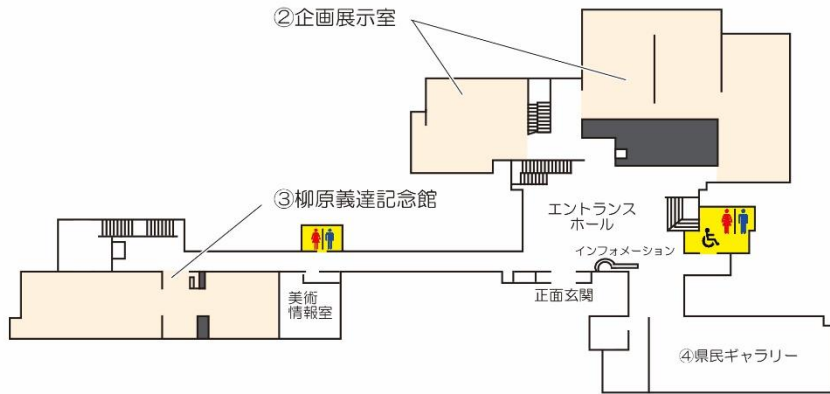 ②企画展示室
③柳原義達記念館
エントランス
ホール
インフォメーション
美術
情報室
正面玄関
④県民ギャラリー